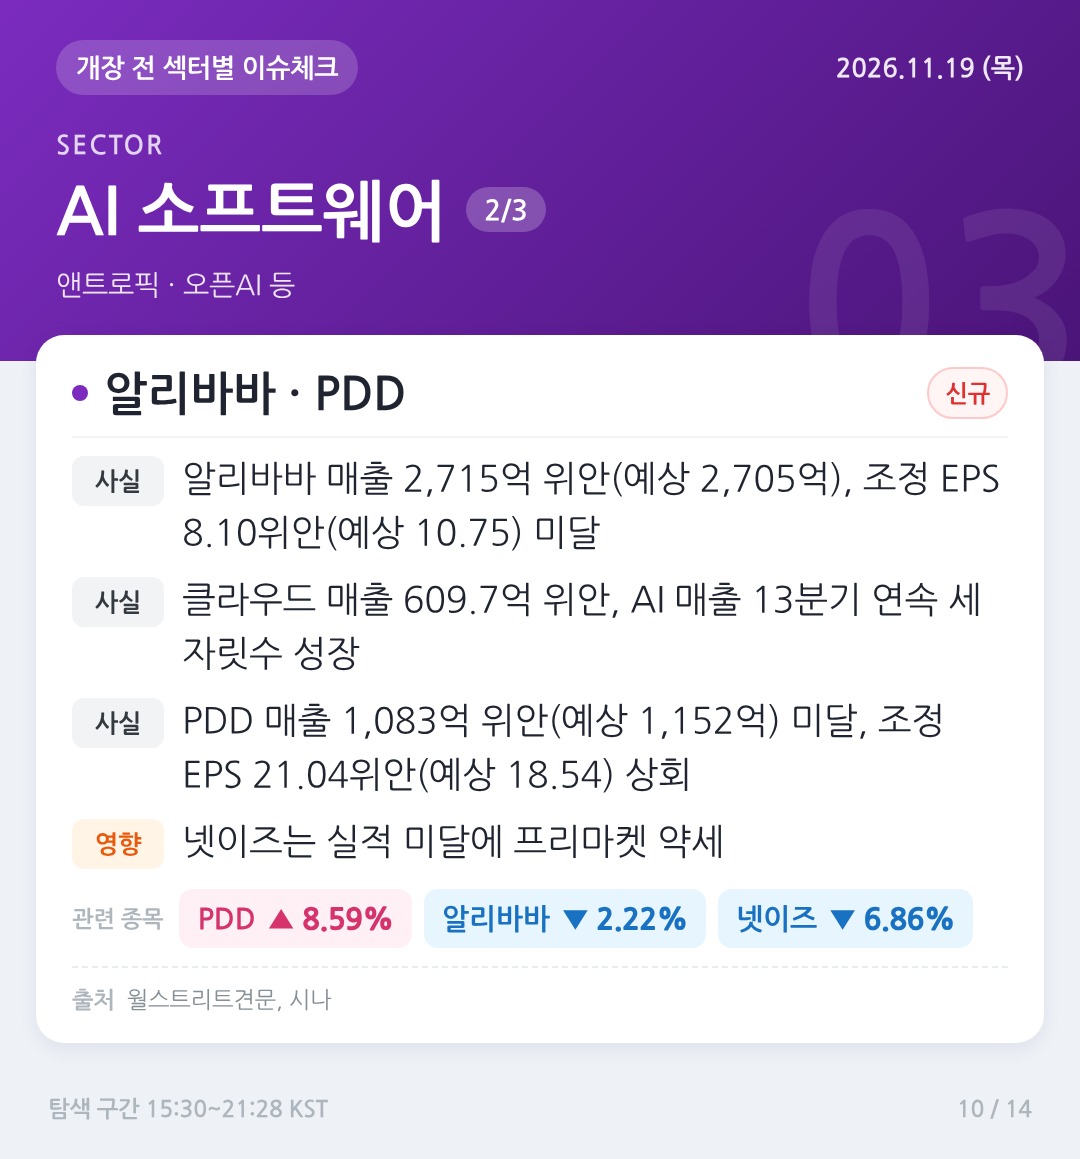 개장 전 섹터별 이슈체크
2026.11.19 (목)
SECTOR
AI 소프트웨어 2/3
앤트로픽 · 오픈AI 등
03
알리바바 · PDD
신규
사실 알리바바 매출 2,715억 위안(예상 2,705억), 조정 EPS
8.10위안(예상 10.75) 미달
사실 클라우드 매출 609.7억 위안, AI 매출 13분기 연속 세
자릿수 성장
사실 PDD 매출 1,083억 위안(예상 1,152억) 미달, 조정
EPS 21.04위안(예상 18.54) 상회
영향 넷이즈는 실적 미달에 프리마켓 약세
관련 종목 PDD ▲ 8.59% 알리바바 ▼ 2.22% 넷이즈 ▼ 6.86%
출처 월스트리트견문, 시나
탐색 구간 15:30~21:28 KST
10 / 14